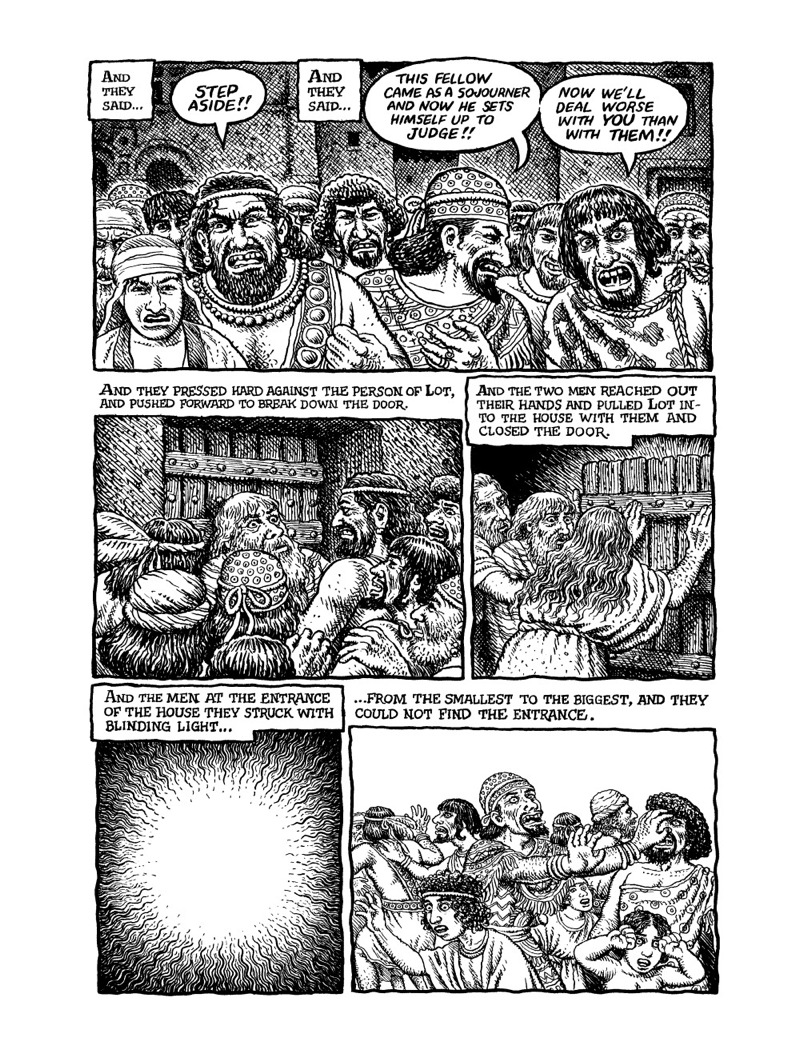 AND
THEY
SAID...
STEP
ASIDE!!
AND
THEY
SAID...
THIS FELLOW
CAME AS A SOJOURNER
AND NOW HE SETS
HIMSELF UP TO
JUDGE!!
NOW WE'LL
DEAL WORSE
WITH YOU THAN
WITH THEM!!
AND THEY PRESSED HARD AGAINST THE PERSON OF LOT,
AND PUSHED FORWARD TO BREAK DOWN THE DOOR.
AND THE TWO MEN REACHED OUT
THEIR HANDS AND PULLED LOT IN-
TO THE HOUSE WITH THEM AND
CLOSED THE DOOR.
AND THE MEN AT THE ENTRANCE
OF THE HOUSE THEY STRUCK WITH
BLINDING LIGHT...
...FROM THE SMALLEST TO THE BIGGEST, AND THEY
COULD NOT FIND THE ENTRANCE.